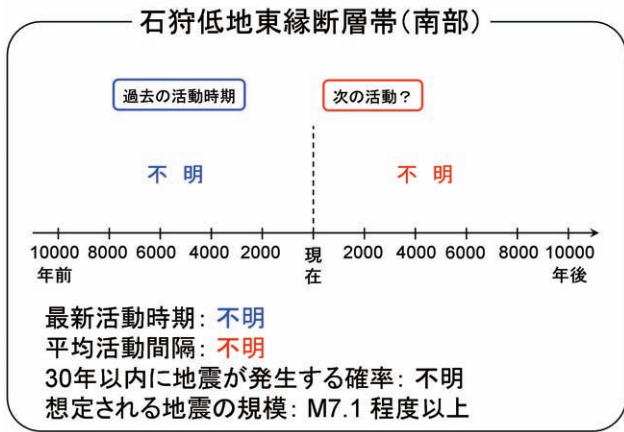 石狩低地東縁断層帯(南部)
過去の活動時期 次の活動?
不 明 不 明
10000 8000 6000 4000 2000 現 2000 4000 6000 8000 10000
年前 在 年後
最新活動時期: 不明
平均活動間隔: 不明
30年以内に地震が発生する確率: 不明
想定される地震の規模: M7.1 程度以上